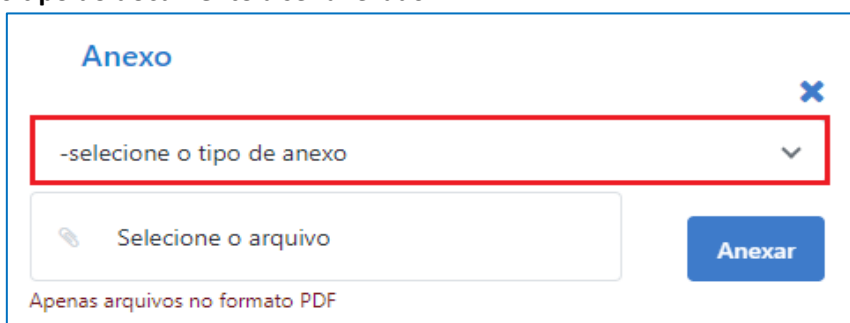 Anexo
-selecione o tipo de anexo
Selecione o arquivo
Anexar
Apenas arquivos no formato PDF